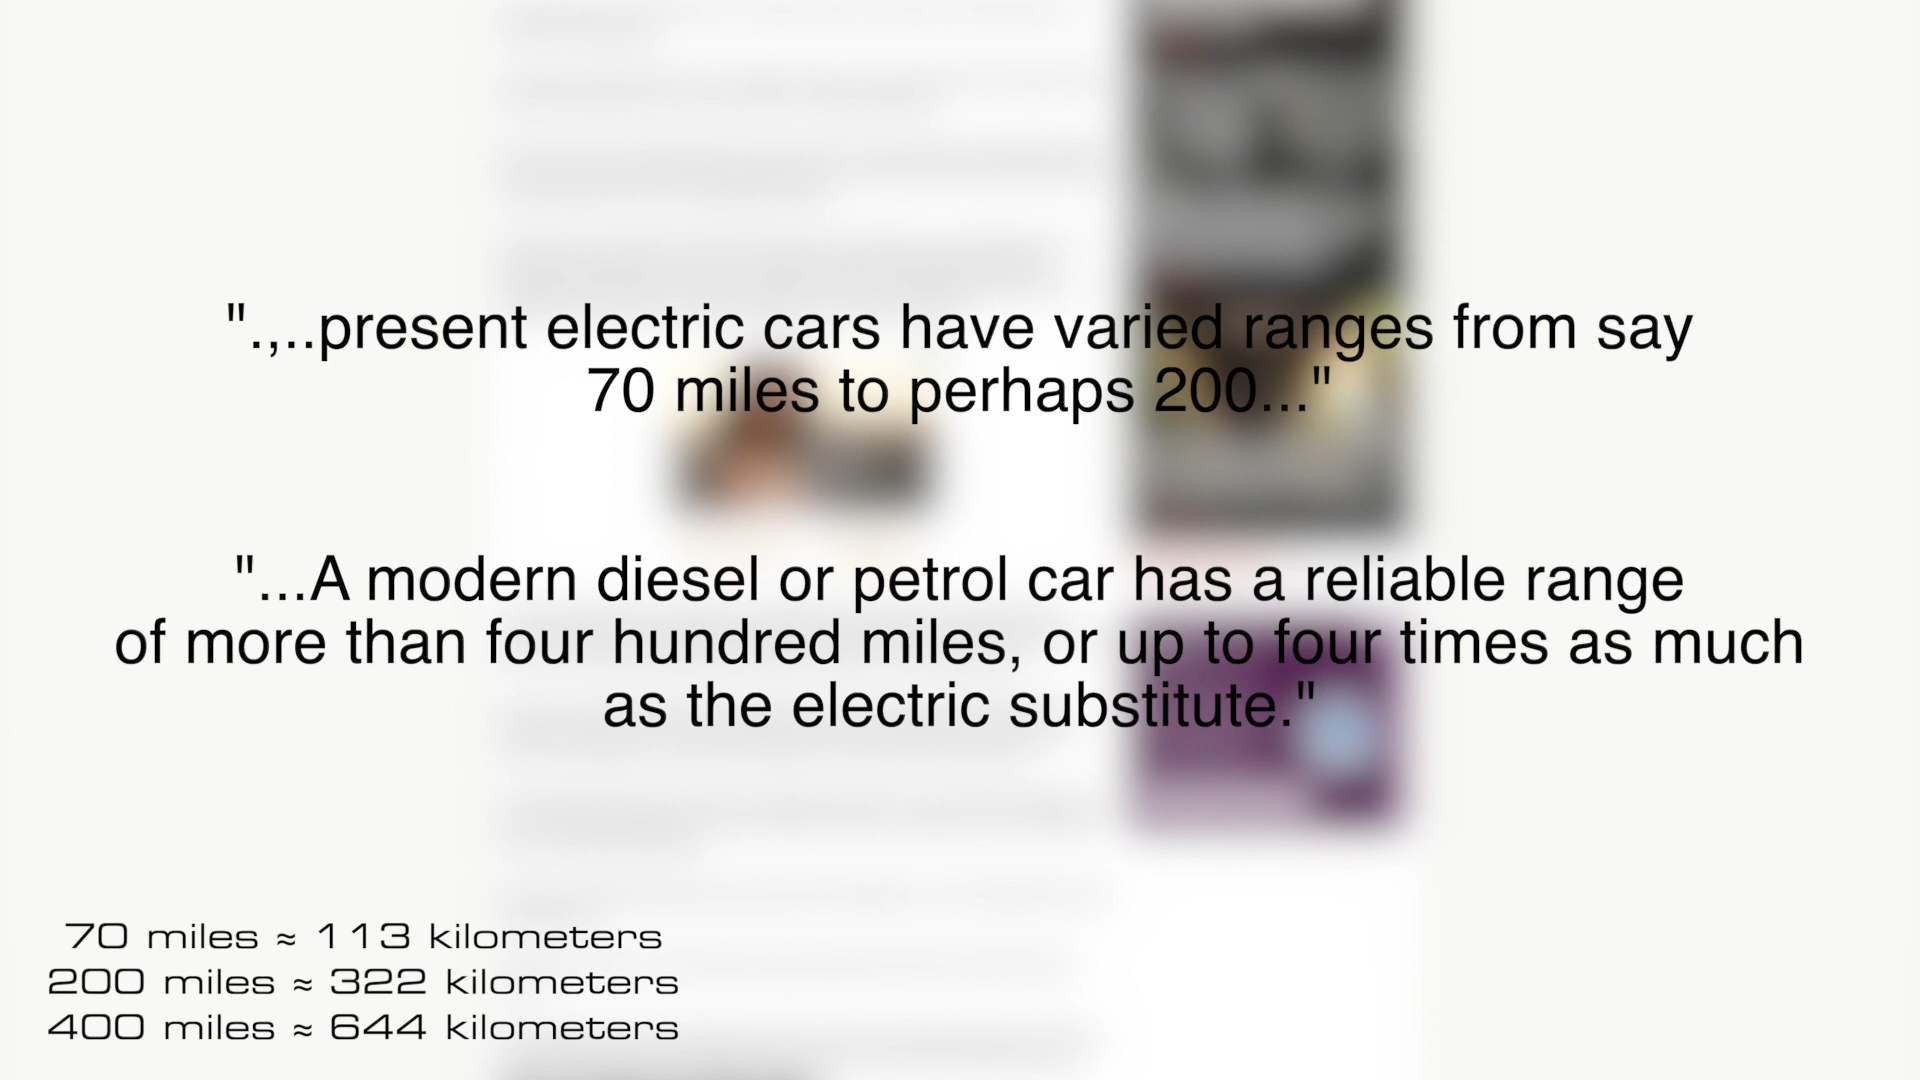 ".,..present electric cars have varied ranges from say
70 miles to perhaps 200..."
"...A modern diesel or petrol car has a reliable range
of more than four hundred miles, or up to four times as much
as the electric substitute."
70 miles ≈ 113 kilometers
200 miles ≈ 322 kilometers
400 miles ≈ 644 kilometers